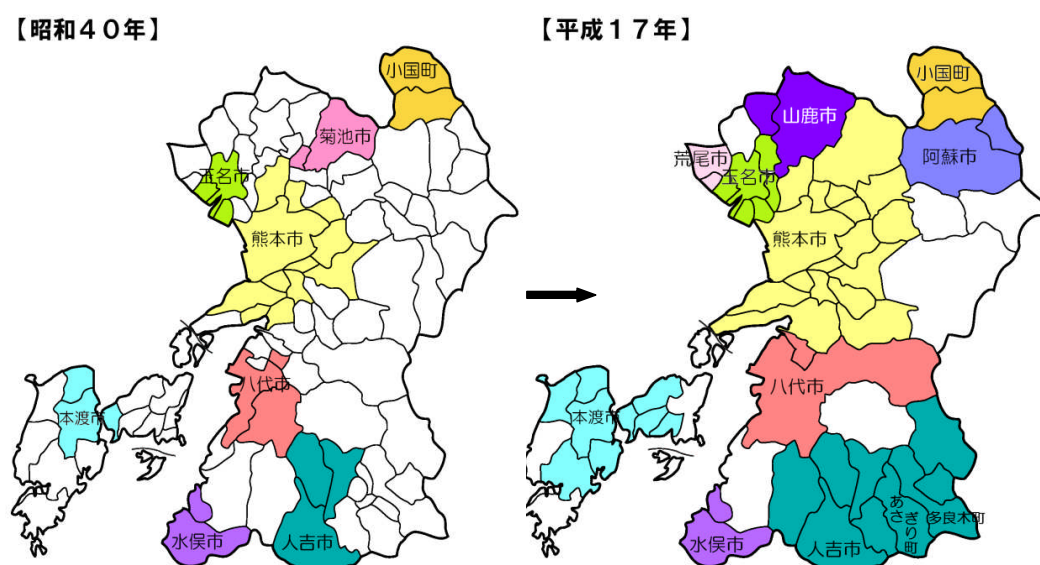 【昭和４０年】
小国町
菊池市
玉名市
熊本市
八代市
本渡市
水俣市
人吉市
【平成１７年】
小国町
山鹿市
荒尾市
阿蘇市
玉名市
熊本市
八代市
本渡市
あさぎり町
多良木町
水俣市
人吉市